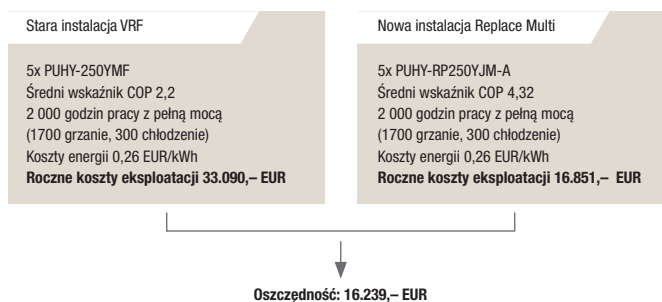 Stara instalacja VRF
5x PUHY-250YMF
Średni wskaźnik COP 2,2
2 000 godzin pracy z pełną mocą
(1700 grzanie, 300 chłodzenie)
Koszty energii 0,26 EUR/kWh
Roczne koszty eksploatacji 33.090,– EUR
Nowa instalacja Replace Multi
5x PUHY-RP250YJM-A
Średni wskaźnik COP 4,32
2 000 godzin pracy z pełną mocą
(1700 grzanie, 300 chłodzenie)
Koszty energii 0,26 EUR/kWh
Roczne koszty eksploatacji 16.851,– EUR
Oszczędność: 16.239,– EUR